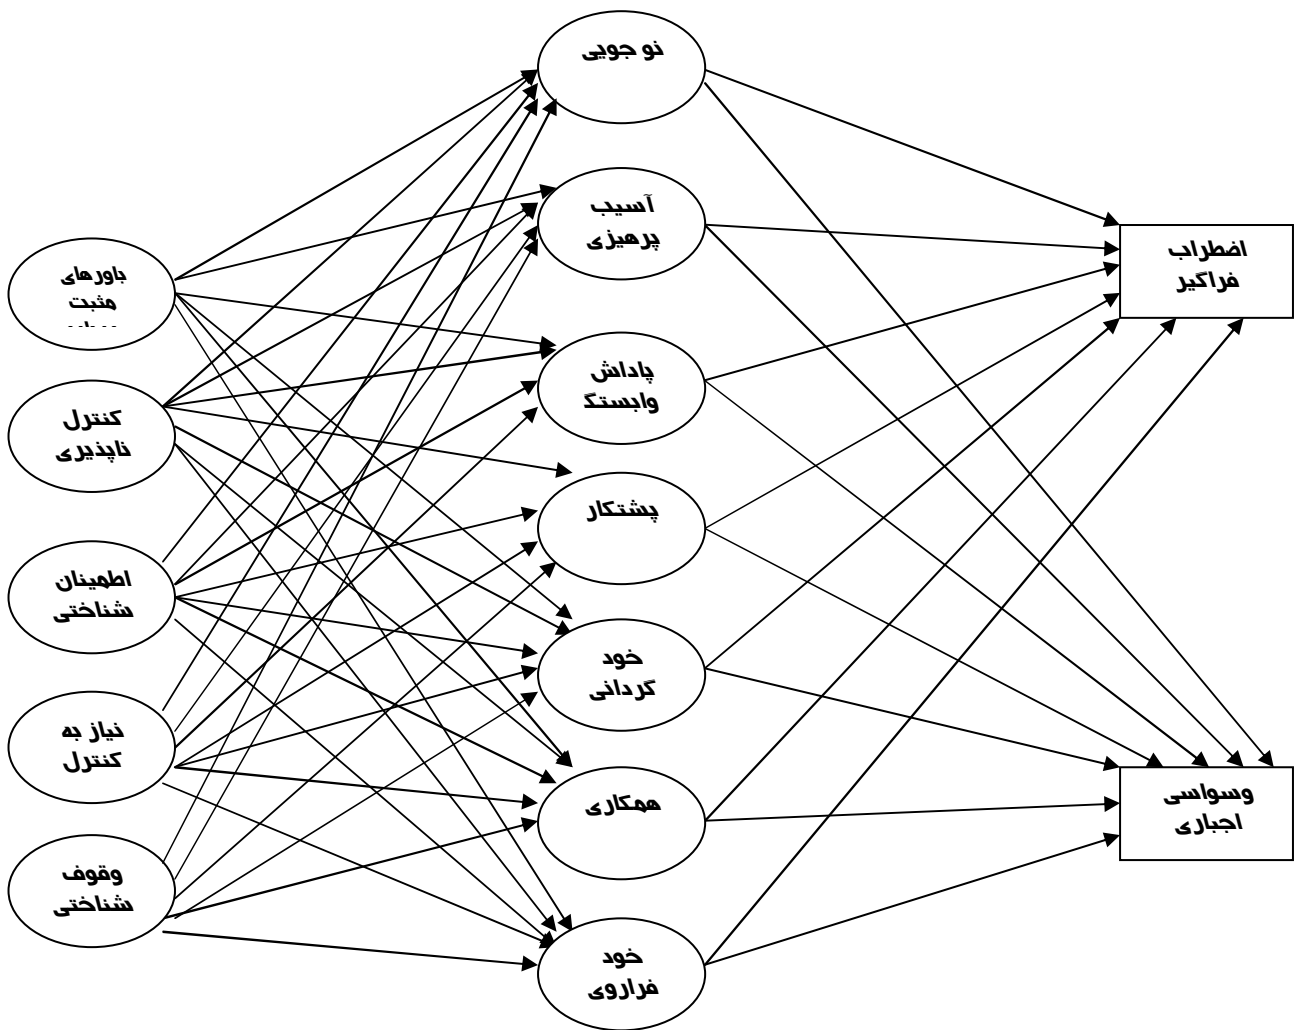 نو جویی
آسیب
پرهیزی
پاداش
وابستگ
پشتکار
خود
گردانی
همکاری
خود
فراروی
باورهای
مثبت
کنترل
ناپذیری
اطمینان
شناختی
نیاز به
کنترل
وقوف
شناختی
اضطراب
فراگیر
وسواسی
اجباری